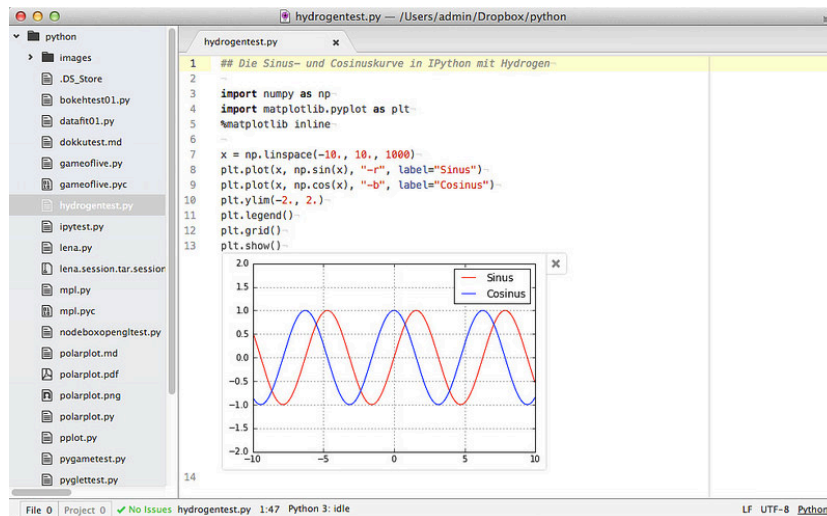 hydrogentest.py — /Users/admin/Dropbox/python
python
images
.DS_Store
bokehtest01.py
datafit01.py
dokkutest.md
gameoflive.py
gameoflive.pyc
hydrogentest.py
ipytest.py
lena.py
lena.session.tar.session
mpl.py
mpl.pyc
nodeboxopengltest.py
polarplot.md
polarplot.pdf
polarplot.png
polarplot.py
pplot.py
pygametest.py
pyglettest.py
hydrogentest.py
1 ## Die Sinus- und Cosinuskurve in IPython mit Hydrogen
2
3 import numpy as np
4 import matplotlib.pyplot as plt
5 %matplotlib inline
6
7 x = np.linspace(-10., 10., 1000)
8 plt.plot(x, np.sin(x), "-r", label="Sinus")
9 plt.plot(x, np.cos(x), "-b", label="Cosinus")
10 plt.ylim(-2., 2.)
11 plt.legend()
12 plt.grid()
13 plt.show()
2.0
1.5
1.0
0.5
0.0
−0.5
−1.0
−1.5
−2.0
−10 −5 0 5 10
Sinus
Cosinus
14
File 0 Project 0 No Issues hydrogentest.py 1:47 Python 3: idle LF UTF-8 Python